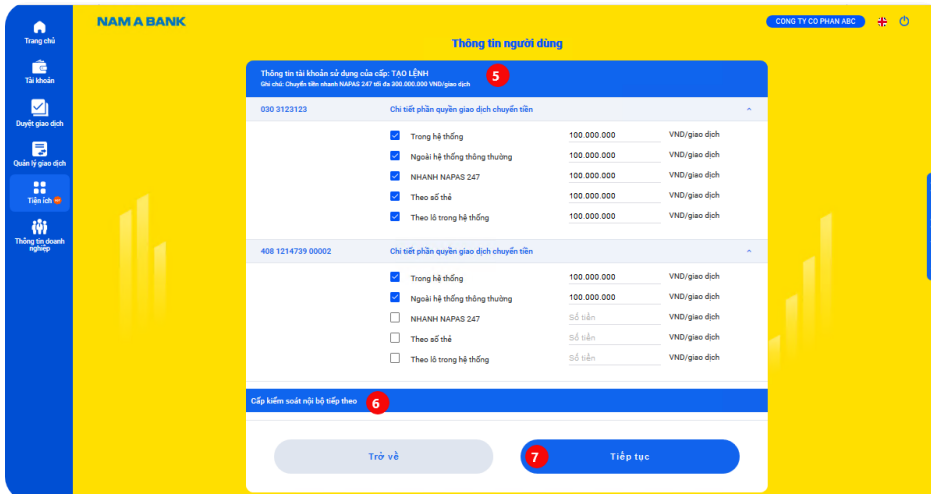 NAM A BANK
CONG TY CO PHAN ABC
Trang chủ
Tài khoản
Duyệt giao dịch
Quản lý giao dịch
Tiện ích
Thông tin doanh nghiệp
Thông tin người dùng
Thông tin tài khoản sử dụng của cấp: TẠO LỆNH
5
Ghi chú: Chuyển tiền nhanh NAPAS 247 tối đa 300.000.000 VND/giao dịch
030 3123123 Chi tiết phần quyền giao dịch chuyển tiền
Trong hệ thống 100.000.000 VND/giao dịch
Ngoài hệ thống thông thường 100.000.000 VND/giao dịch
NHANH NAPAS 247 100.000.000 VND/giao dịch
Theo số thẻ 100.000.000 VND/giao dịch
Theo lô trong hệ thống 100.000.000 VND/giao dịch
408 1214739 00002 Chi tiết phần quyền giao dịch chuyển tiền
Trong hệ thống 100.000.000 VND/giao dịch
Ngoài hệ thống thông thường 100.000.000 VND/giao dịch
NHANH NAPAS 247 Số tiền VND/giao dịch
Theo số thẻ Số tiền VND/giao dịch
Theo lô trong hệ thống Số tiền VND/giao dịch
Cấp kiểm soát nội bộ tiếp theo 6
Trở về 7 Tiếp tục